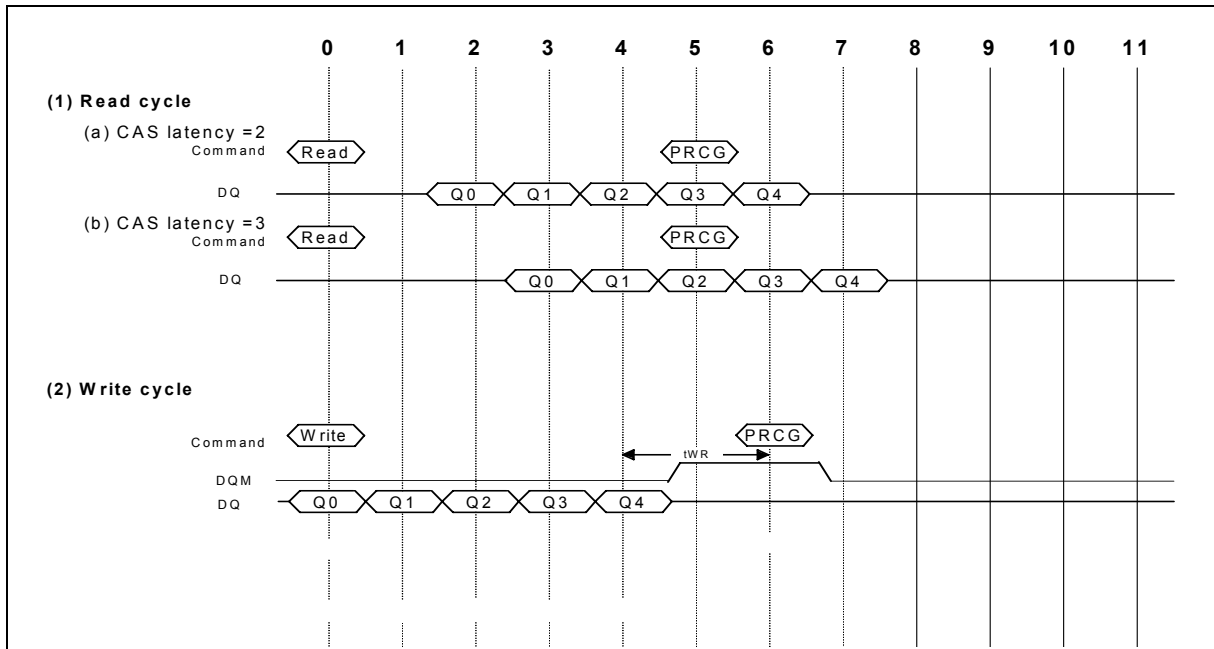 0 1 2 3 4 5 6 7 8 9 10 11
(1) Read cycle
(a) CAS latency =2
Command Read PRCG
DQ Q0 Q1 Q2 Q3 Q4
(b) CAS latency =3
Command Read PRCG
DQ Q0 Q1 Q2 Q3 Q4
(2) Write cycle
Command Write PRCG
tWR
DQM
DQ Q0 Q1 Q2 Q3 Q4